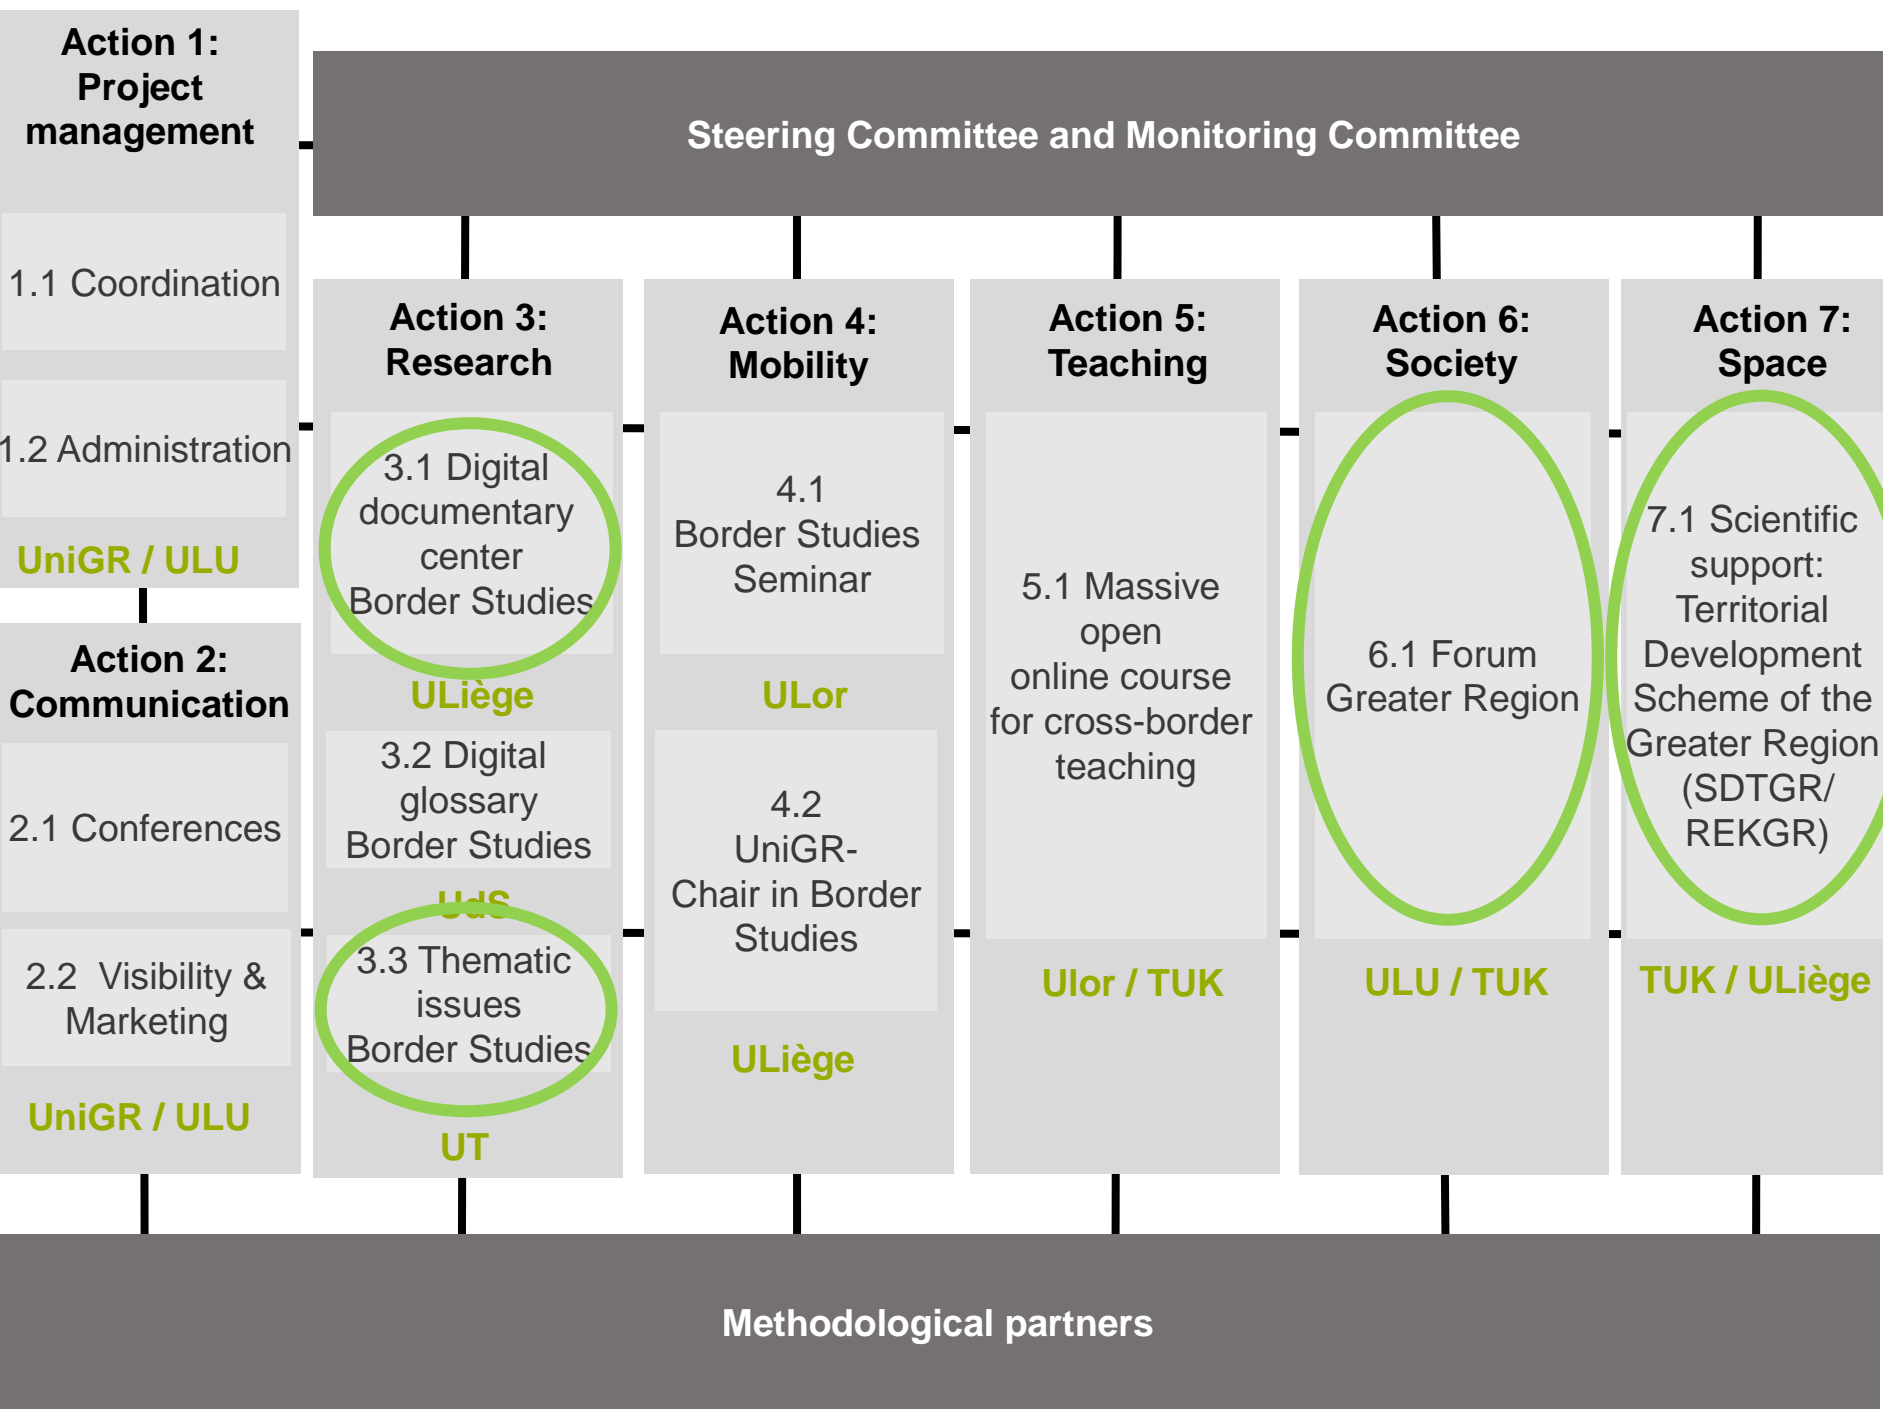 Action 1:
Project
management
1.1 Coordination
1.2 Administration
UniGR / ULU
Action 2:
Communication
2.1 Conferences
2.2 Visibility &
Marketing
UniGR / ULU
Steering Committee and Monitoring Committee
Action 3:
Research
3.1 Digital
documentary
center
Border Studies
ULiège
3.2 Digital
glossary
Border Studies
UdS
3.3 Thematic
issues
Border Studies
UT
Action 4:
Mobility
4.1
Border Studies
Seminar
ULor
4.2
UniGR-
Chair in Border
Studies
ULiège
Action 5:
Teaching
5.1 Massive
open
online course
for cross-border
teaching
Ulor / TUK
Action 6:
Society
6.1 Forum
Greater Region
ULU / TUK
Action 7:
Space
7.1 Scientific
support:
Territorial
Development
Scheme of the
Greater Region
(SDTGR/
REKGR)
TUK / ULiège
Methodological partners